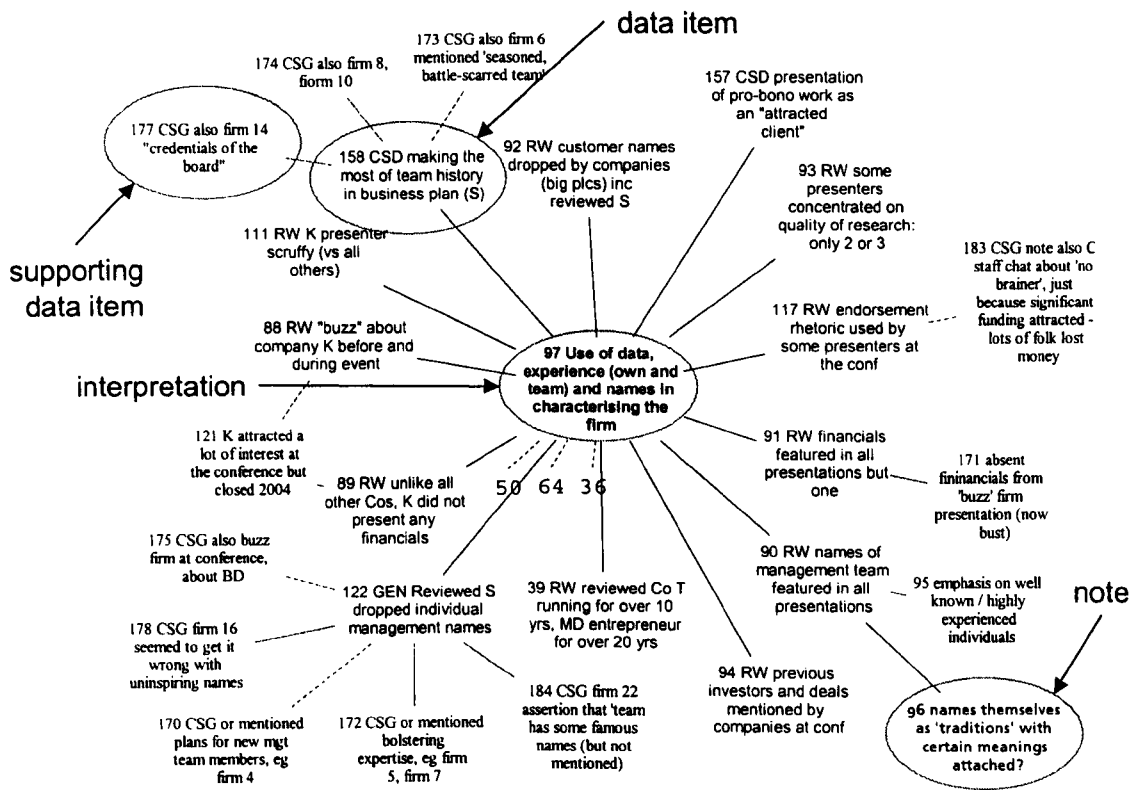 data item
173 CSG also firm 6
mentioned 'seasoned,
battle-scarred team'
174 CSG also firm 8,
fiorm 10
157 CSD presentation
of pro-bono work as
an "attracted
client"
177 CSG also firm 14
"credentials of the
board"
158 CSD making the
most of team history
in business plan (S)
92 RW customer names
dropped by companies
(big plcs) inc
reviewed S
93 RW some
presenters
concentrated on
quality of research:
only 2 or 3
111 RW K presenter
scruffy (vs all
others)
supporting
data item
183 CSG note also C
staff chat about 'no
brainer', just
because significant
funding attracted -
lots of folk lost
money
117 RW endorsement
rhetoric used by
some presenters at
the conf
88 RW "buzz" about
company K before and
during event
interpretation
97 Use of data,
experience (own and
team) and names in
characterising the
firm
121 K attracted a
lot of interest at
the conference but
closed 2004
89 RW unlike all
other Cos, K did not
present any
financials
50 64 36
91 RW financials
featured in all
presentations but
one
171 absent
fininancials from
'buzz' firm
presentation (now
bust)
175 CSG also buzz
firm at conference,
about BD
90 RW names of
management team
featured in all
presentations
95 emphasis on well
known / highly
experienced
individuals
note
122 GEN Reviewed S
dropped individual
management names
39 RW reviewed Co T
running for over 10
yrs, MD entrepreneur
for over 20 yrs
178 CSG firm 16
seemed to get it
wrong with
uninspiring names
94 RW previous
investors and deals
mentioned by
companies at conf
96 names themselves
as 'traditions' with
certain meanings
attached?
170 CSG or mentioned
plans for new mgt
team members, eg
firm 4
172 CSG or mentioned
bolstering
expertise, eg firm
5, firm 7
184 CSG firm 22
assertion that 'team
has some famous
names (but not
mentioned)